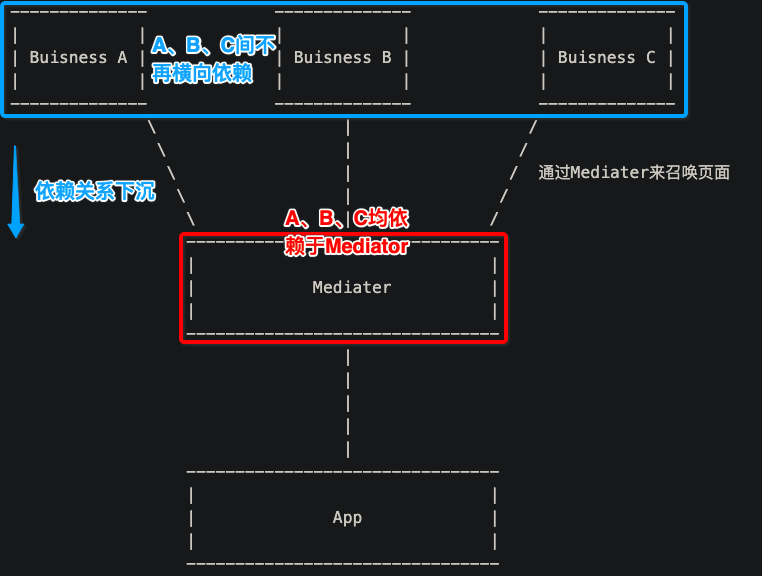 Buisness A
A、B、C间不
再横向依赖
Buisness B
Buisness C
依赖关系下沉
通过Mediater来召唤页面
A、B、C均依
赖于Mediator
Mediater
App